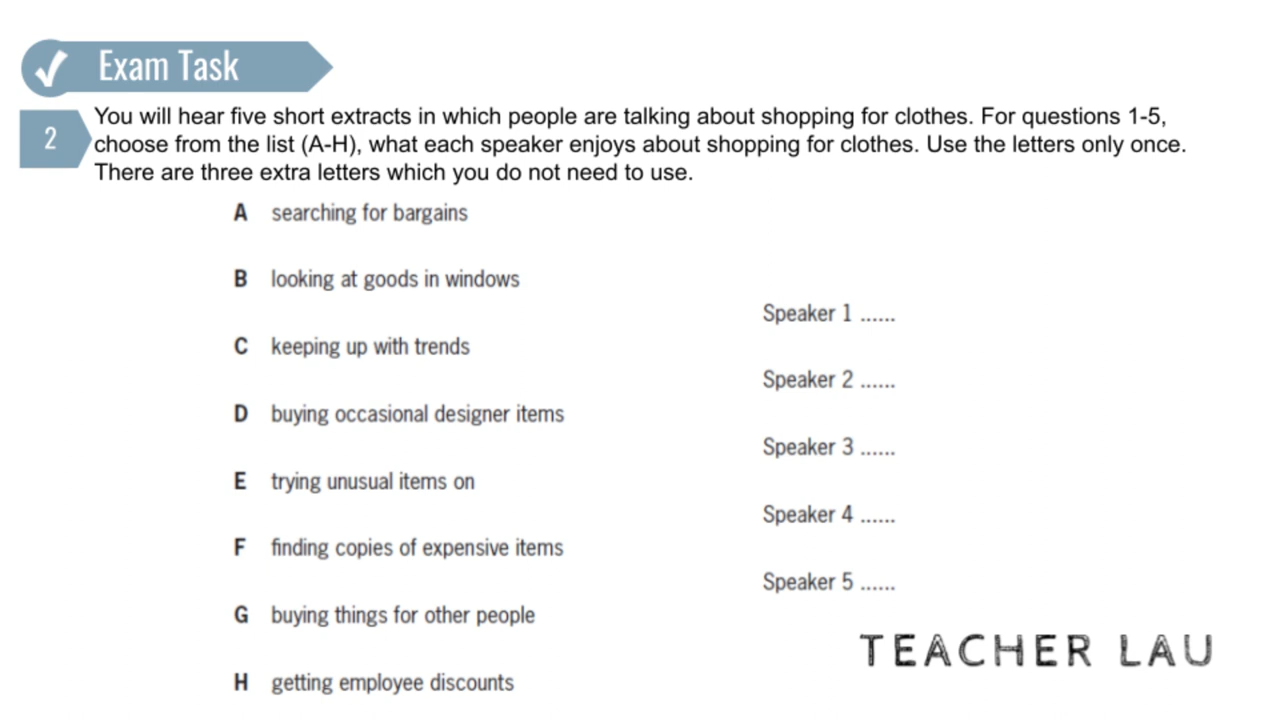 Exam Task
2
You will hear five short extracts in which people are talking about shopping for clothes. For questions 1-5,
choose from the list (A-H), what each speaker enjoys about shopping for clothes. Use the letters only once.
There are three extra letters which you do not need to use.
A searching for bargains
B looking at goods in windows
C keeping up with trends
D buying occasional designer items
E trying unusual items on
F finding copies of expensive items
G buying things for other people
H getting employee discounts
Speaker 1 ......
Speaker 2 ......
Speaker 3 ......
Speaker 4 ......
Speaker 5 ......
TEACHER LAU